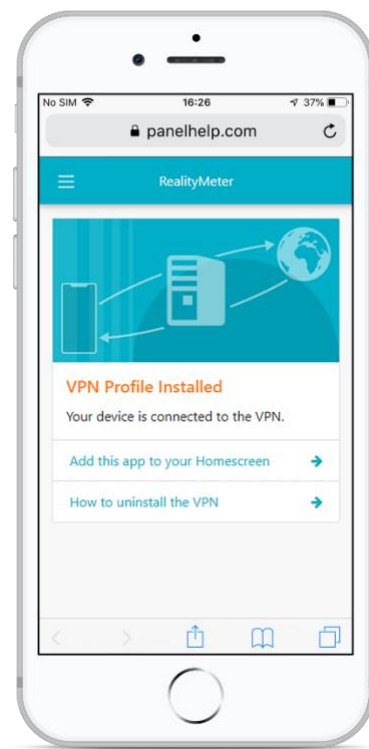 No SIM 16:26 37%
panelhelp.com
RealityMeter
VPN Profile Installed
Your device is connected to the VPN.
Add this app to your Homescreen
How to uninstall the VPN